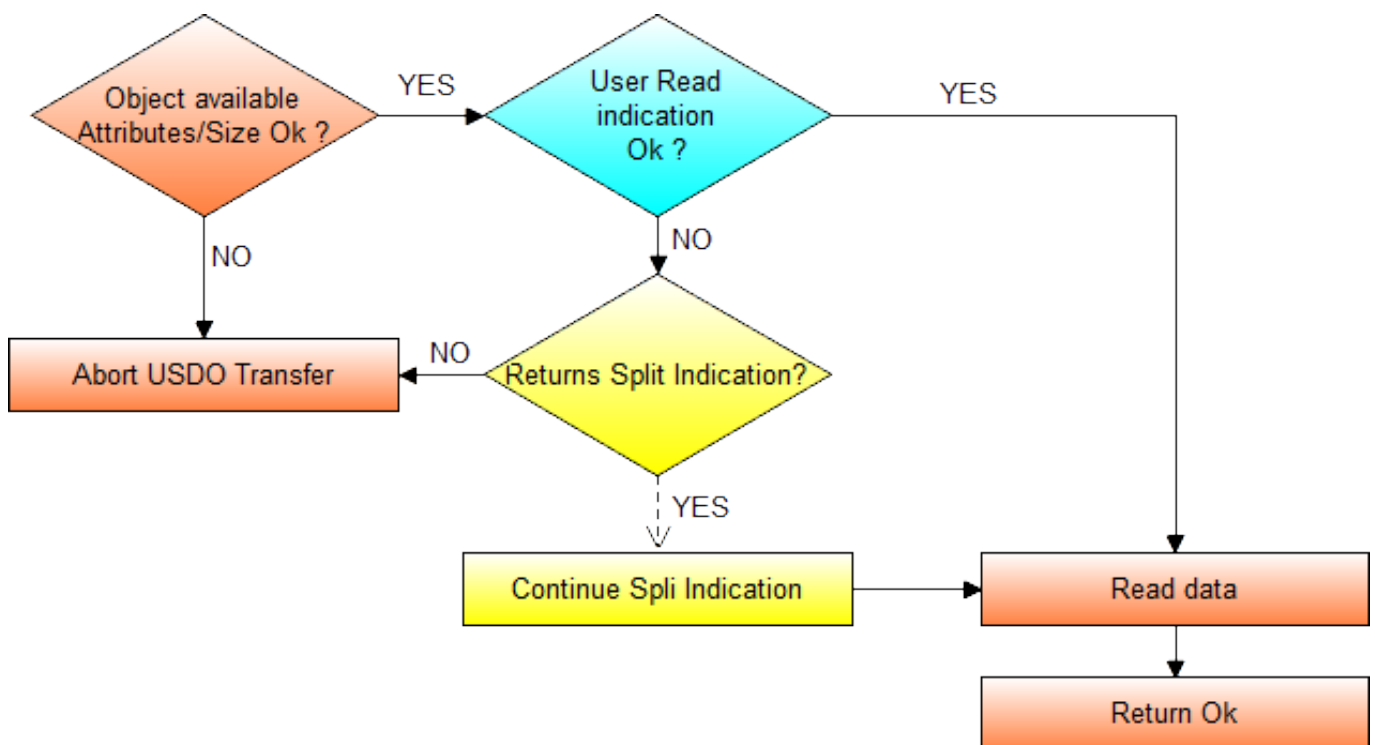 Object available
Attributes/Size Ok ?
YES
User Read
indication
Ok ?
YES
NO
NO
Abort USDO Transfer
NO
Returns Split Indication?
YES
Continue Spli Indication
Read data
Return Ok